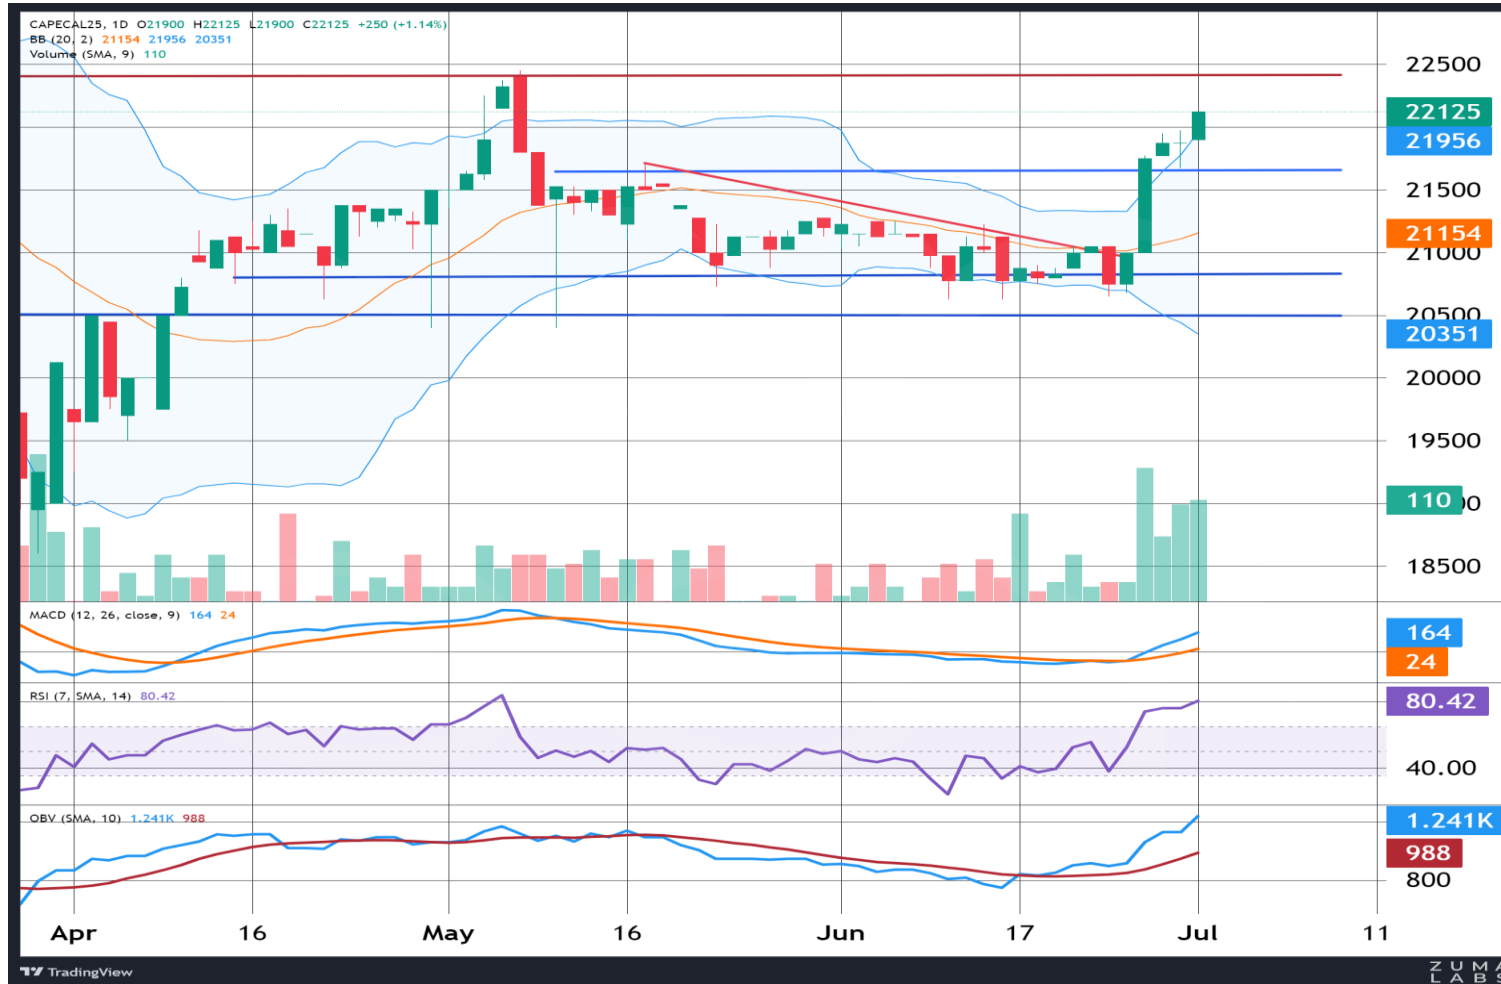 CAPECAL25, 1D O21900 H22125 L21900 C22125 +250 (+1.14%)
BB (20, 2) 21154 21956 20351
Volume (SMA, 9) 110
22500
22125
21956
21500
21154
21000
20500
20351
20000
19500
110
18500
MACD (12, 26, close, 9) 164 24
164
24
RSI (7, SMA, 14) 80.42
80.42
40.00
OBV (SMA, 10) 1.241K 988
1.241K
988
800
Apr 16 May 16 Jun 17 Jul 11
TradingView
ZUMA
LABS